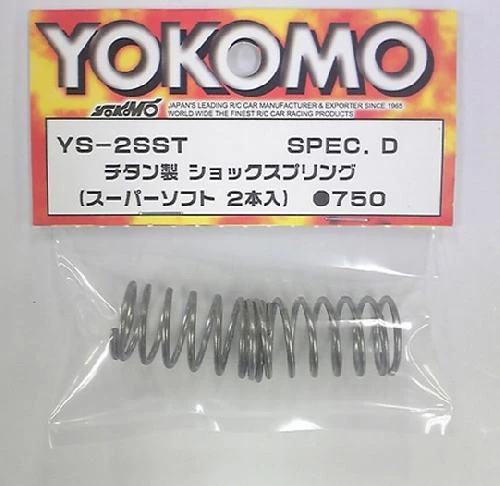 YOKOMO
YOKOMO
JAPAN'S LEADING R/C CAR MANUFACTURER & EXPORTER SINCE 1965
WORLD WIDE THE FINEST R/C CAR RACING PRODUCTS
YS-2SST SPEC. D
チタン製 ショックスプリング
(スーパーソフト 2本入) ●750